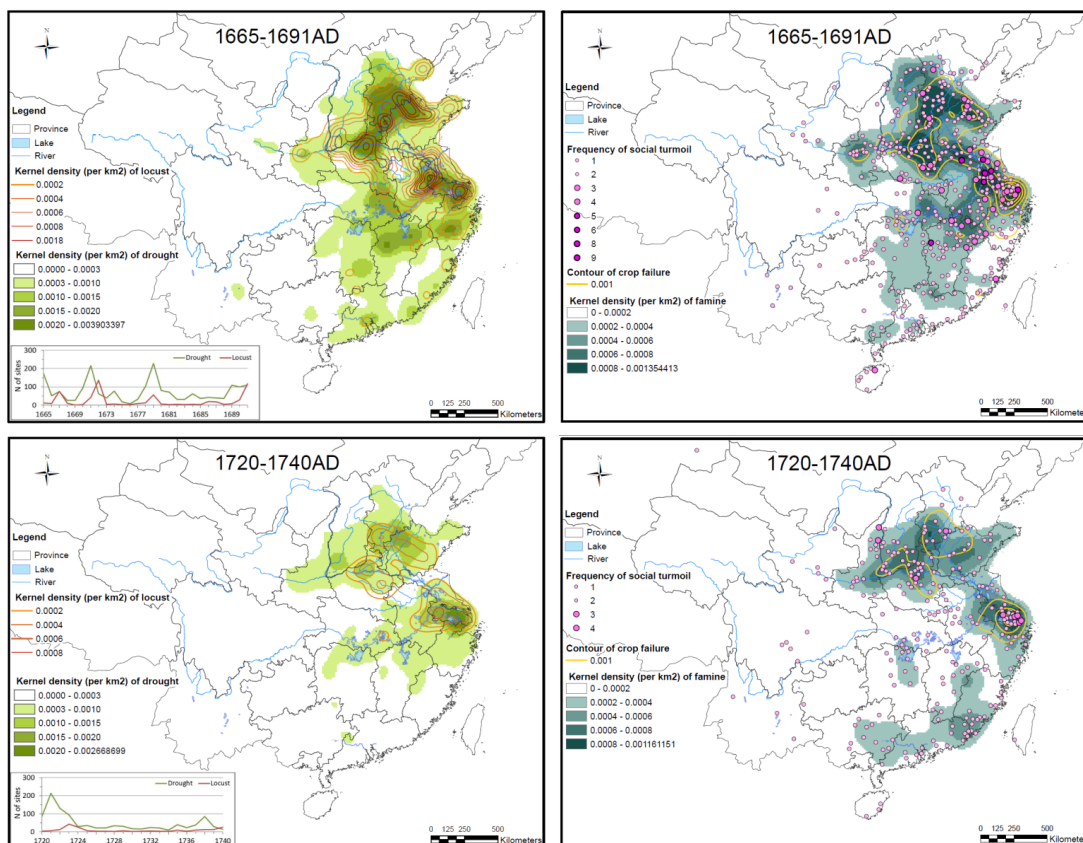 1665-1691AD
N
Legend
Province
Lake
River
Kernel density (per km2) of locust
0.0002
0.0004
0.0006
0.0008
0.0018
Kernel density (per km2) of drought
0.0000 - 0.0003
0.0003 - 0.0010
0.0010 - 0.0015
0.0015 - 0.0020
0.0020 - 0.003903397
N of sites
300
200
100
0
Drought
Locust
1665 1669 1673 1677 1681 1685 1689
0 125 250 500
Kilometers
1665-1691AD
N
Legend
Province
Lake
River
Frequency of social turmoil
1
2
3
4
5
6
8
9
Contour of crop failure
0.001
Kernel density (per km2) of famine
0 - 0.0002
0.0002 - 0.0004
0.0004 - 0.0006
0.0006 - 0.0008
0.0008 - 0.001354413
0 125 250 500
Kilomete
1720-1740AD
N
Legend
Province
Lake
River
Kernel density (per km2) of locust
0.0002
0.0004
0.0006
0.0008
Kernel density (per km2) of drought
0.0000 - 0.0003
0.0003 - 0.0010
0.0010 - 0.0015
0.0015 - 0.0020
0.0020 - 0.002668699
N of sites
300
200
100
0
Drought
Locust
1720 1724 1728 1732 1736 1740
0 125 250 500
Kilometers
1720-1740AD
N
Legend
Province
Lake
River
Frequency of social turmoil
1
2
3
4
Contour of crop failure
0.001
Kernel density (per km2) of famine
0 - 0.0002
0.0002 - 0.0004
0.0004 - 0.0006
0.0006 - 0.0008
0.0008 - 0.001161151
0 125 250 500
Kilomete